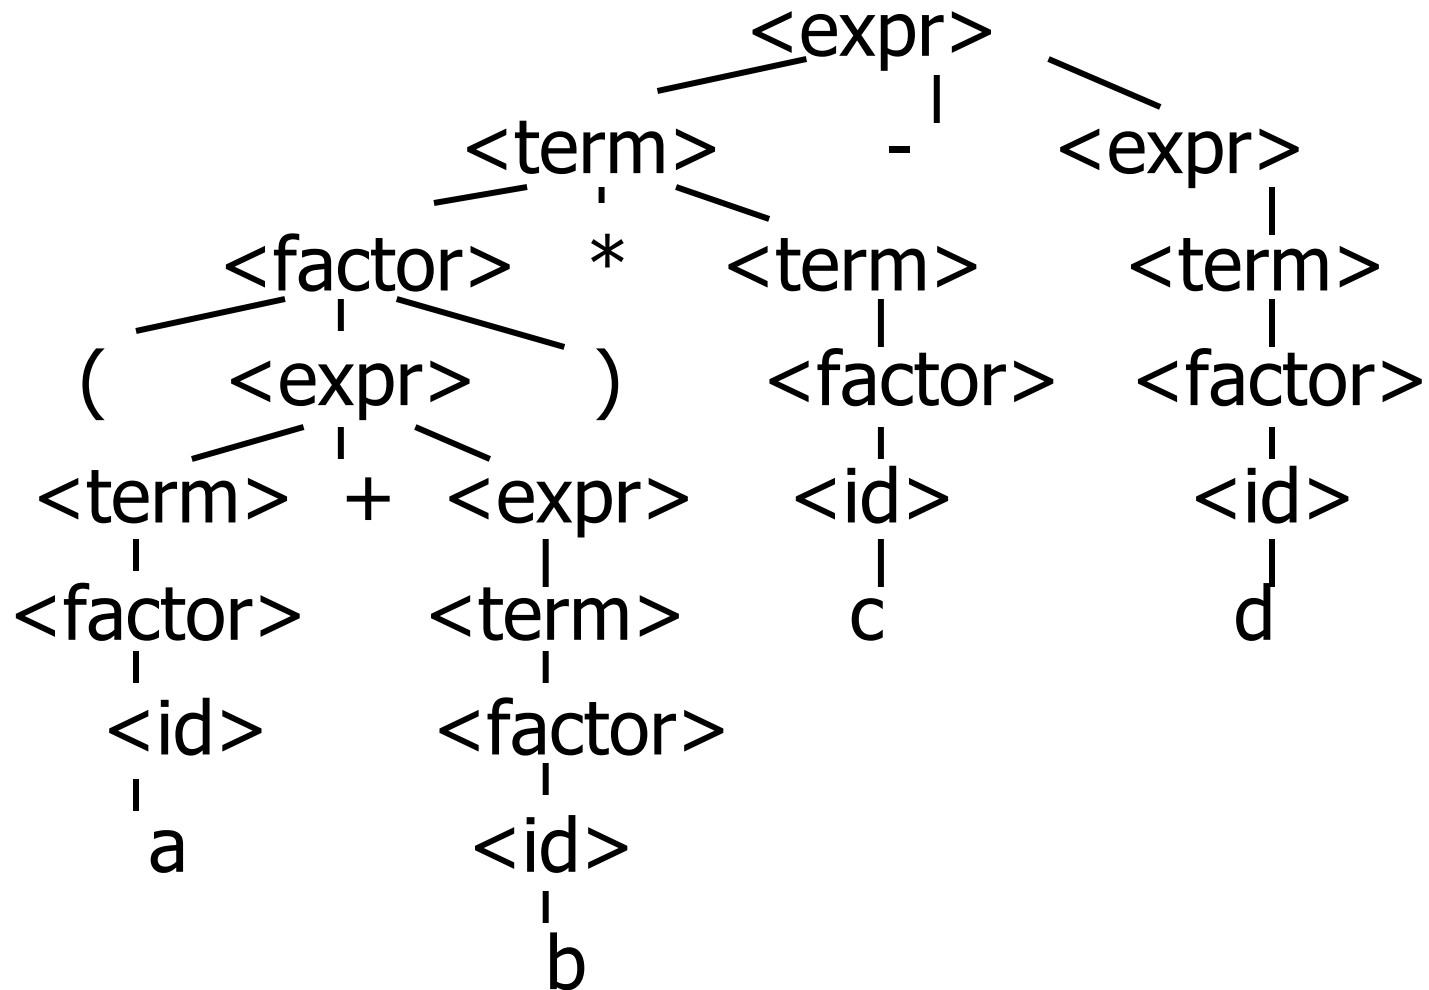 <expr>
<term> - <expr>
<factor> * <term> <term>
( <expr> ) <factor> <factor>
<term> + <expr> <id> <id>
<factor> <term> c d
<id> <factor>
a <id>
b